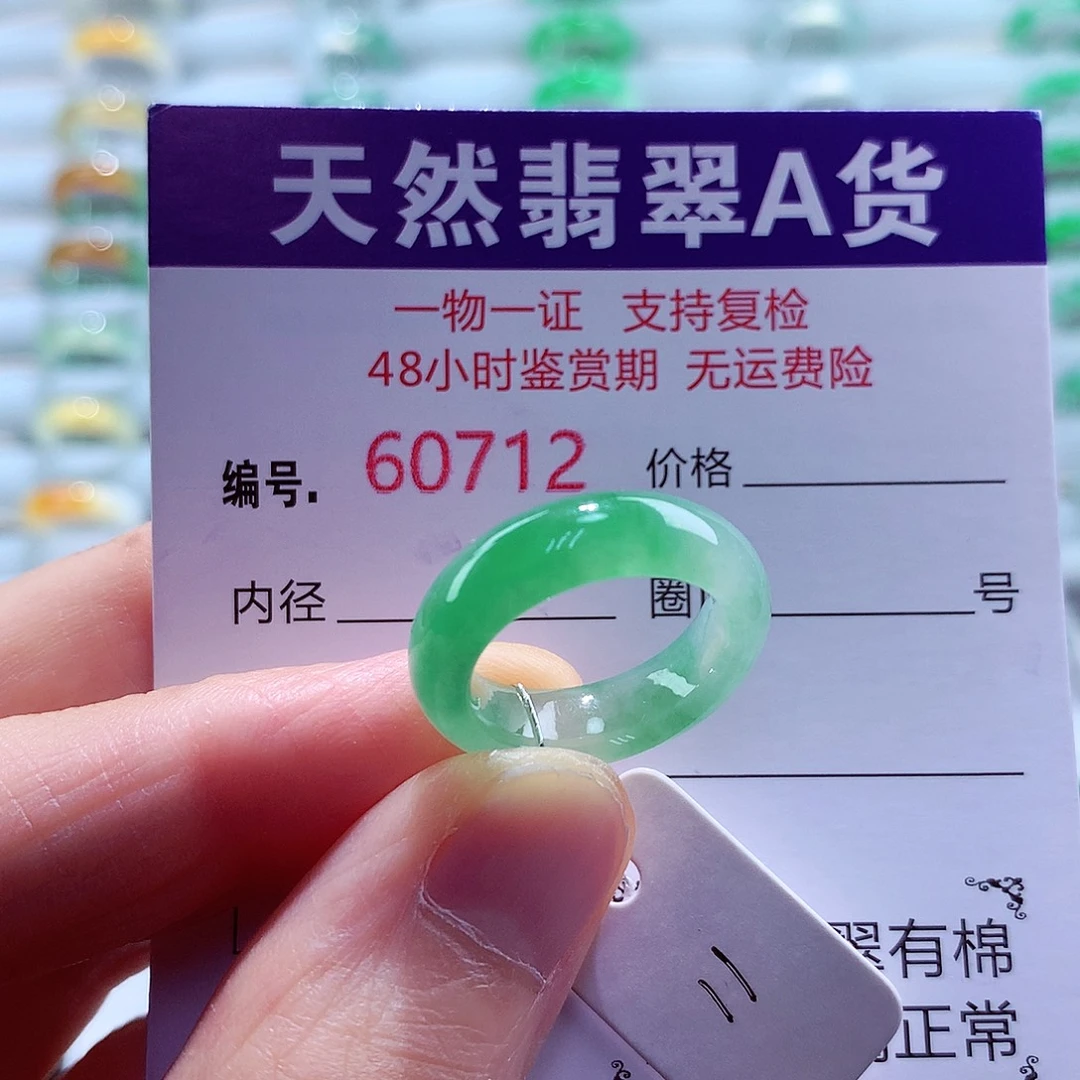 天然翡翠A货
一物一证 支持复检
48小时鉴赏期 无运费险
编号. 60712 价格
内径 圈 号
翠有棉
正常
11